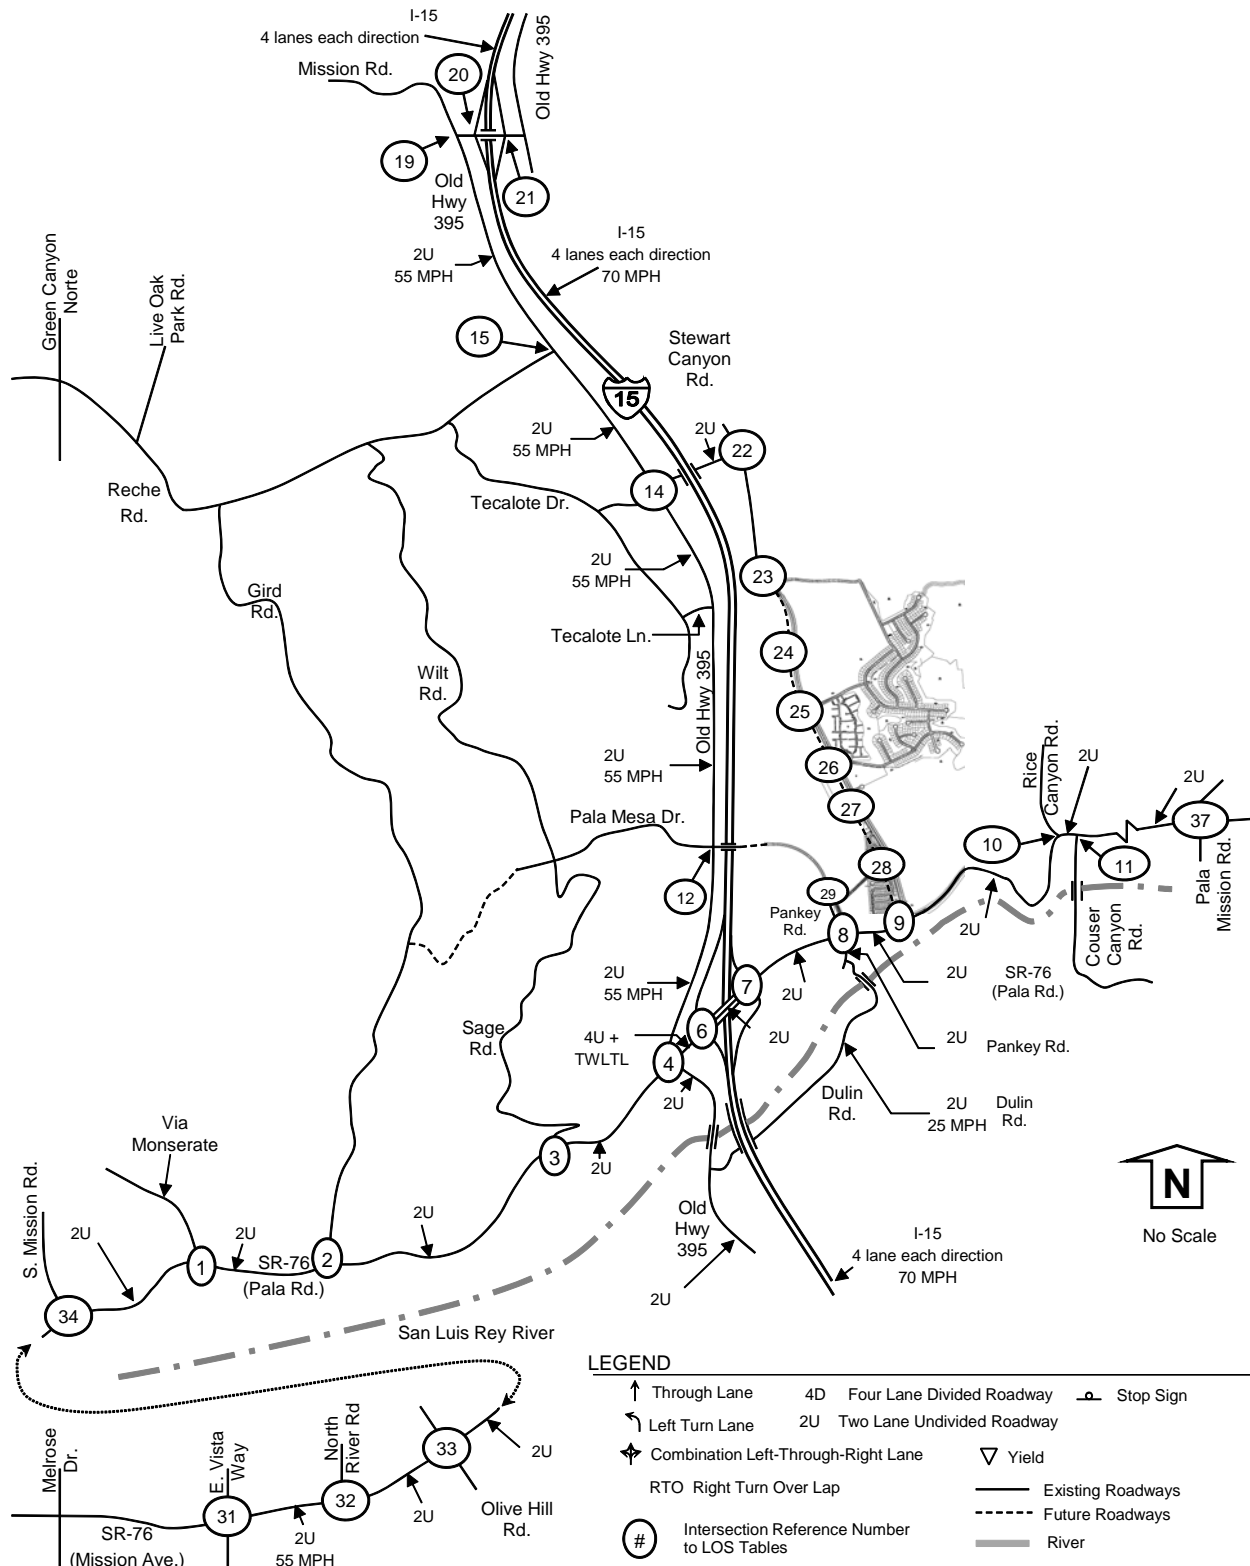 I-15
4 lanes each direction
Old Hwy 395
Mission Rd.
20
19
21
Old
Hwy
395
I-15
4 lanes each direction
70 MPH
2U
55 MPH
Green Canyon
Norte
Live Oak
Park Rd.
15
Stewart
Canyon
Rd.
15
2U
55 MPH
2U
22
14
Reche
Rd.
Tecalote Dr.
2U
55 MPH
23
Gird
Rd.
Tecalote Ln.
24
Wilt
Rd.
Old Hwy 395
25
2U
55 MPH
26
Rice
Canyon Rd.
2U
2U
27
37
Pala Mesa Dr.
10
11
28
Pala
Mission Rd.
12
29
Pankey
Rd.
8
9
2U
Couser
Canyon
Rd.
2U
55 MPH
7
2U
2U
SR-76
(Pala Rd.)
Sage
Rd.
4U +
TWLTL
6
2U
2U
Pankey Rd.
4
2U
Dulin
Rd.
2U
25 MPH
Dulin
Rd.
Via
Monserate
3
2U
N
No Scale
S. Mission Rd.
2U
2U
2U
Old
Hwy
395
1
SR-76
(Pala Rd.)
2
I-15
4 lane each direction
70 MPH
2U
34
San Luis Rey River
LEGEND
Through Lane
4D Four Lane Divided Roadway
Stop Sign
Left Turn Lane
2U Two Lane Undivided Roadway
Combination Left-Through-Right Lane
Yield
RTO Right Turn Over Lap
Existing Roadways
Future Roadways
# Intersection Reference Number
to LOS Tables
River
Melrose
Dr.
E. Vista
Way
North
River Rd
33
2U
31
32
2U
Olive Hill
Rd.
SR-76
(Mission Ave.)
2U
55 MPH